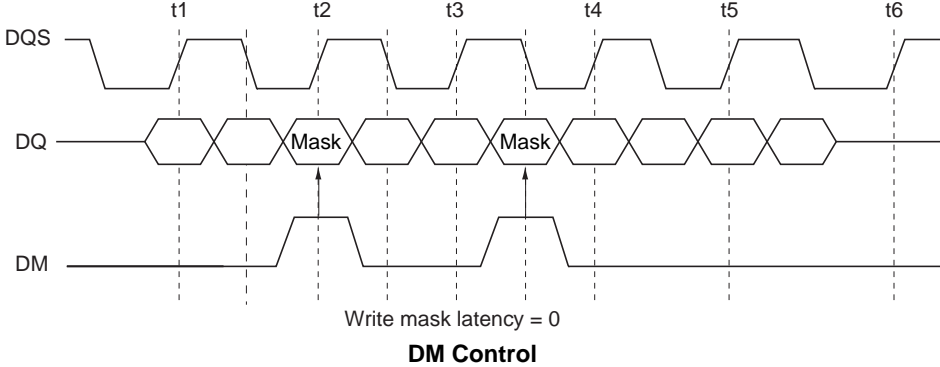 t1 t2 t3 t4 t5 t6
DQS
DQ Mask Mask
DM
Write mask latency = 0
DM Control